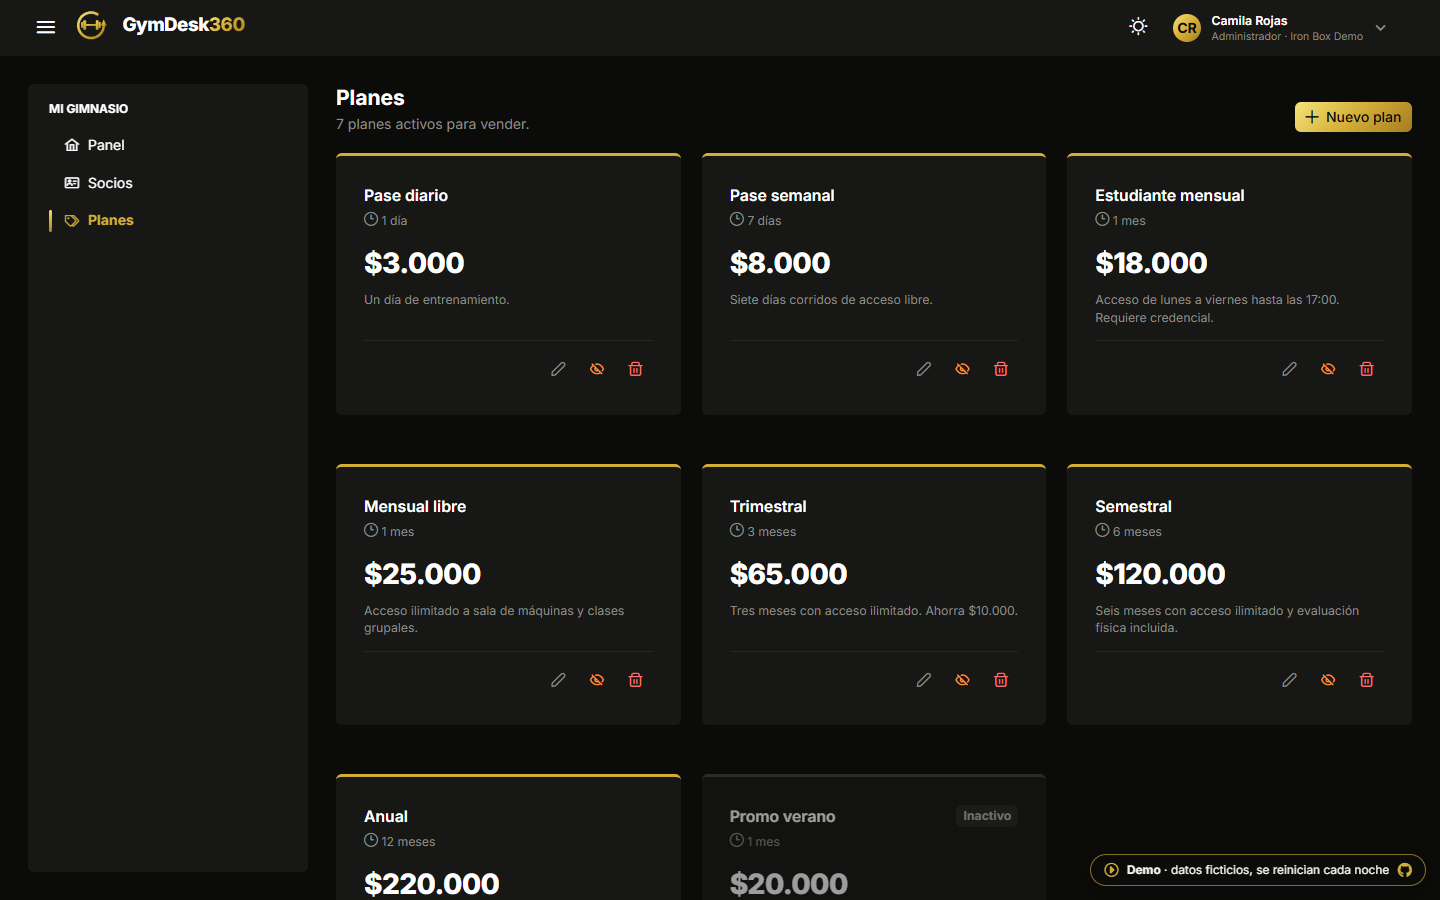 GymDesk360
CR
Camila Rojas
Administrador · Iron Box Demo
MI GIMNASIO
Panel
Socios
Planes
Planes
7 planes activos para vender.
Nuevo plan
Pase diario
1 día
$3.000
Un día de entrenamiento.
Pase semanal
7 días
$8.000
Siete días corridos de acceso libre.
Estudiante mensual
1 mes
$18.000
Acceso de lunes a viernes hasta las 17:00.
Requiere credencial.
Mensual libre
1 mes
$25.000
Acceso ilimitado a sala de máquinas y clases
grupales.
Trimestral
3 meses
$65.000
Tres meses con acceso ilimitado. Ahorra $10.000.
Semestral
6 meses
$120.000
Seis meses con acceso ilimitado y evaluación
física incluida.
Anual
12 meses
$220.000
Promo verano
Inactivo
1 mes
$20.000
Demo · datos ficticios, se reinician cada noche